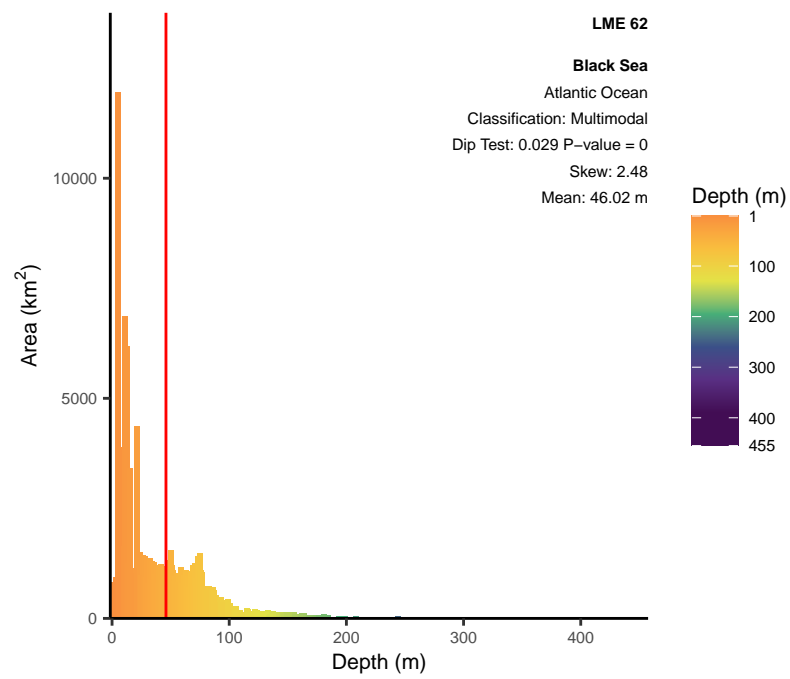 LME 62
Black Sea
Atlantic Ocean
Classification: Multimodal
Dip Test: 0.029 P−value = 0
Skew: 2.48
Mean: 46.02 m
Depth (m)
1
100
200
300
400
455
Area (km²)
10000
5000
0
0 100 200 300 400
Depth (m)